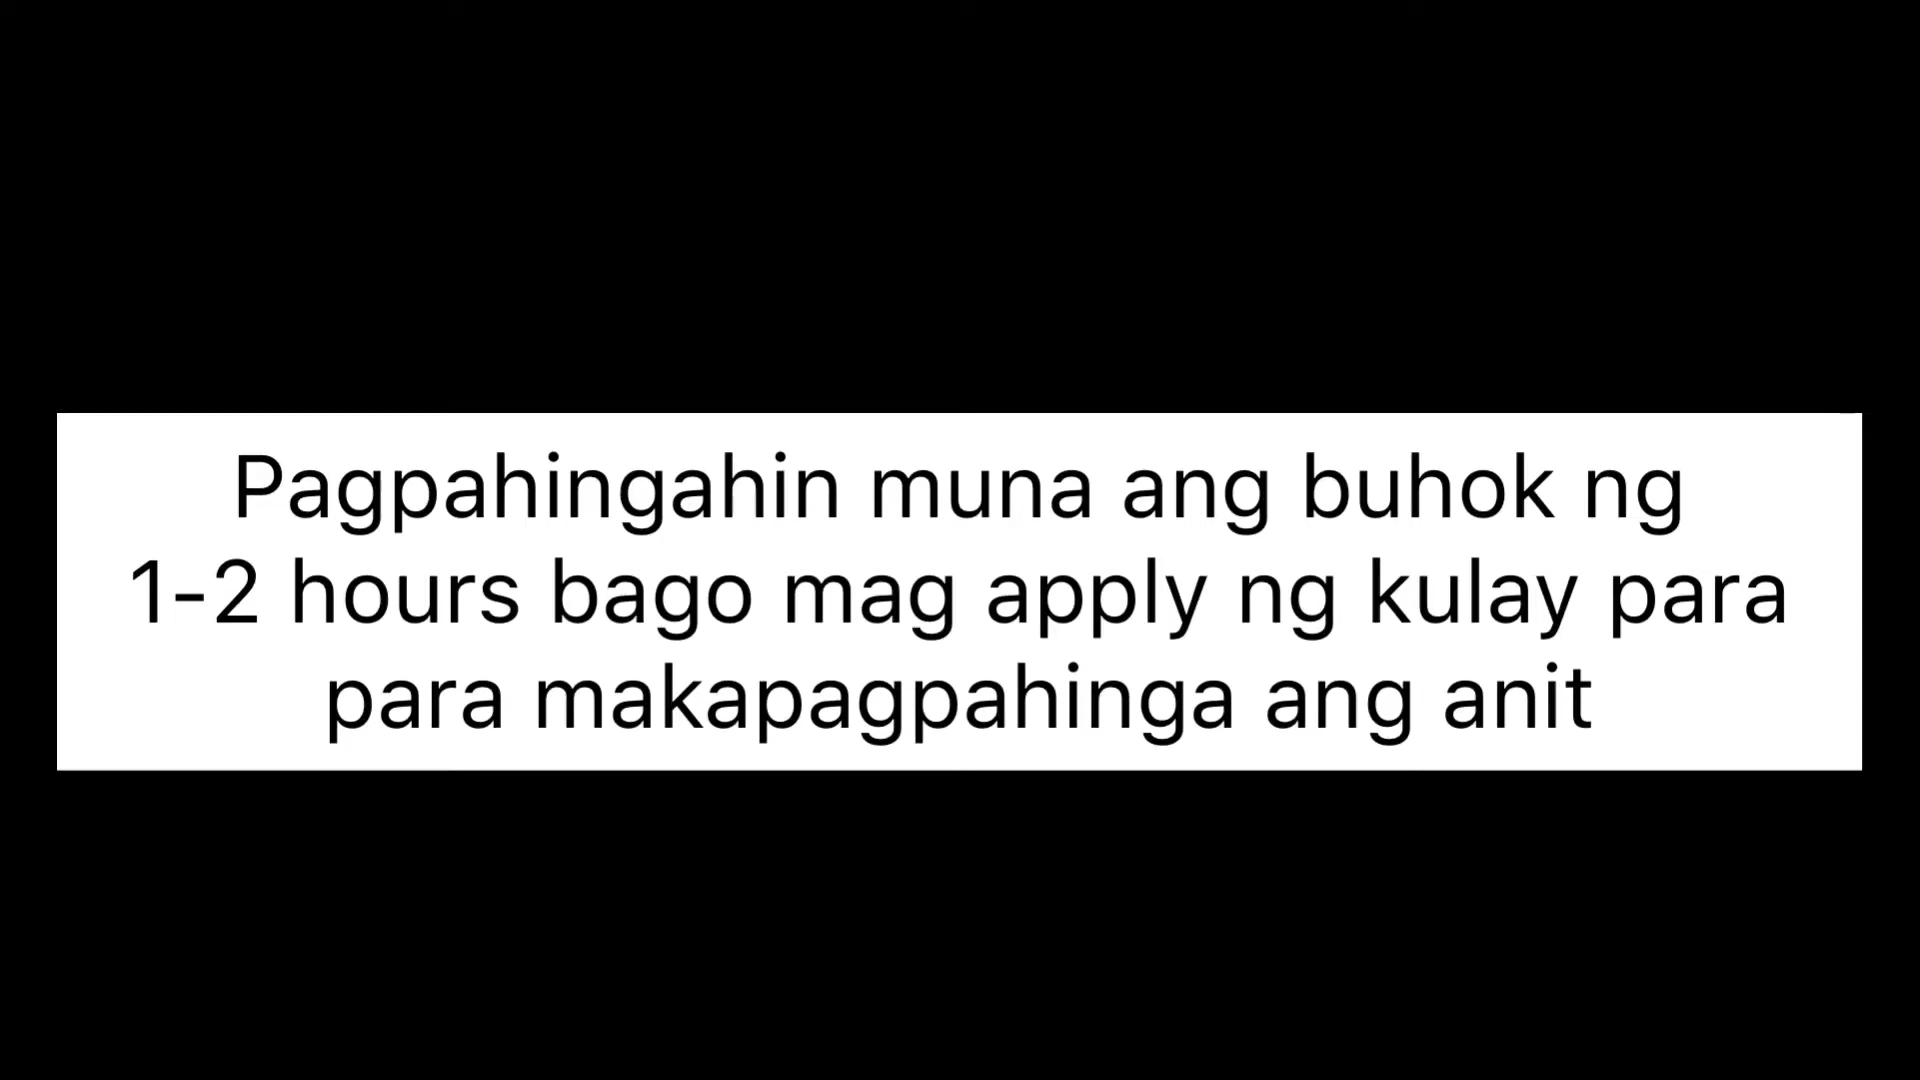 Pagpahingahin muna ang buhok ng
1-2 hours bago mag apply ng kulay para
para makapagpahinga ang anit